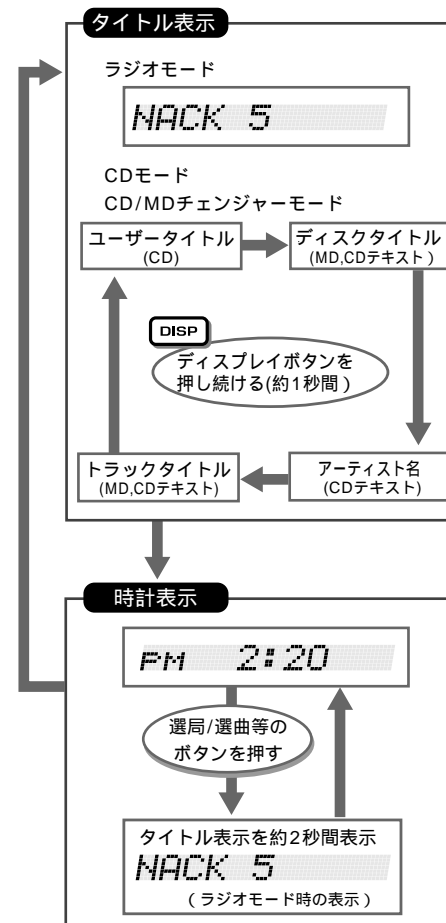 タイトル表示
ラジオモード
NACK 5
CDモード
CD/MDチェンジャーモード
ユーザータイトル
(CD)
ディスクタイトル
(MD,CDテキスト)
DISP
ディスプレイボタンを
押し続ける(約1秒間)
トラックタイトル
(MD,CDテキスト)
アーティスト名
(CDテキスト)
時計表示
PM 2:20
選局/選曲等の
ボタンを押す
タイトル表示を約2秒間表示
NACK 5
(ラジオモード時の表示)